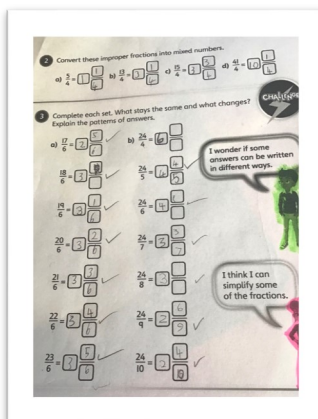 2 Convert these improper fractions into mixed numbers.
a) 5/4 = 1 1/4 b) 13/4 = 3 1/4 c) 15/4 = 3 3/4 d) 41/4 = 10 1/4
CHALLENGE
3 Complete each set. What stays the same and what changes?
Explain the patterns of answers.
a) 17/6 = 2 5/6 b) 24/4 = 6
18/6 = 3 24/5 = 4 4/5
19/6 = 3 1/6 24/6 = 4
20/6 = 3 2/6 24/7 = 3 3/7
21/6 = 3 3/6 24/8 = 3
22/6 = 3 4/6 24/9 = 2 6/9
23/6 = 3 5/6 24/10 = 2 4/10
I wonder if some
answers can be written
in different ways.
I think I can
simplify some
of the fractions.